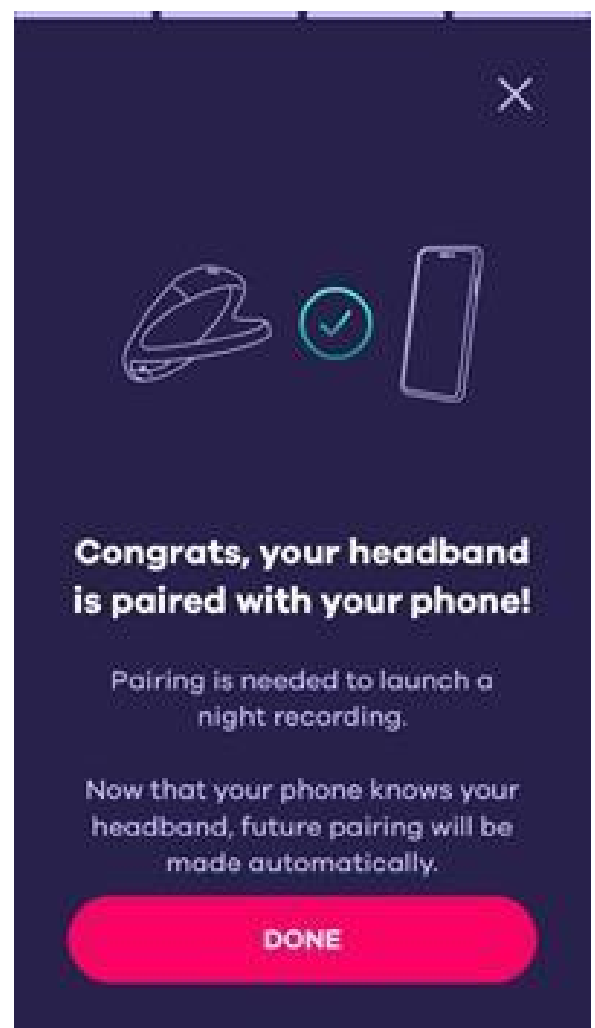 Congrats, your headband
is paired with your phone!
Pairing is needed to launch a
night recording.
Now that your phone knows your
headband, future pairing will be
made automatically.
DONE